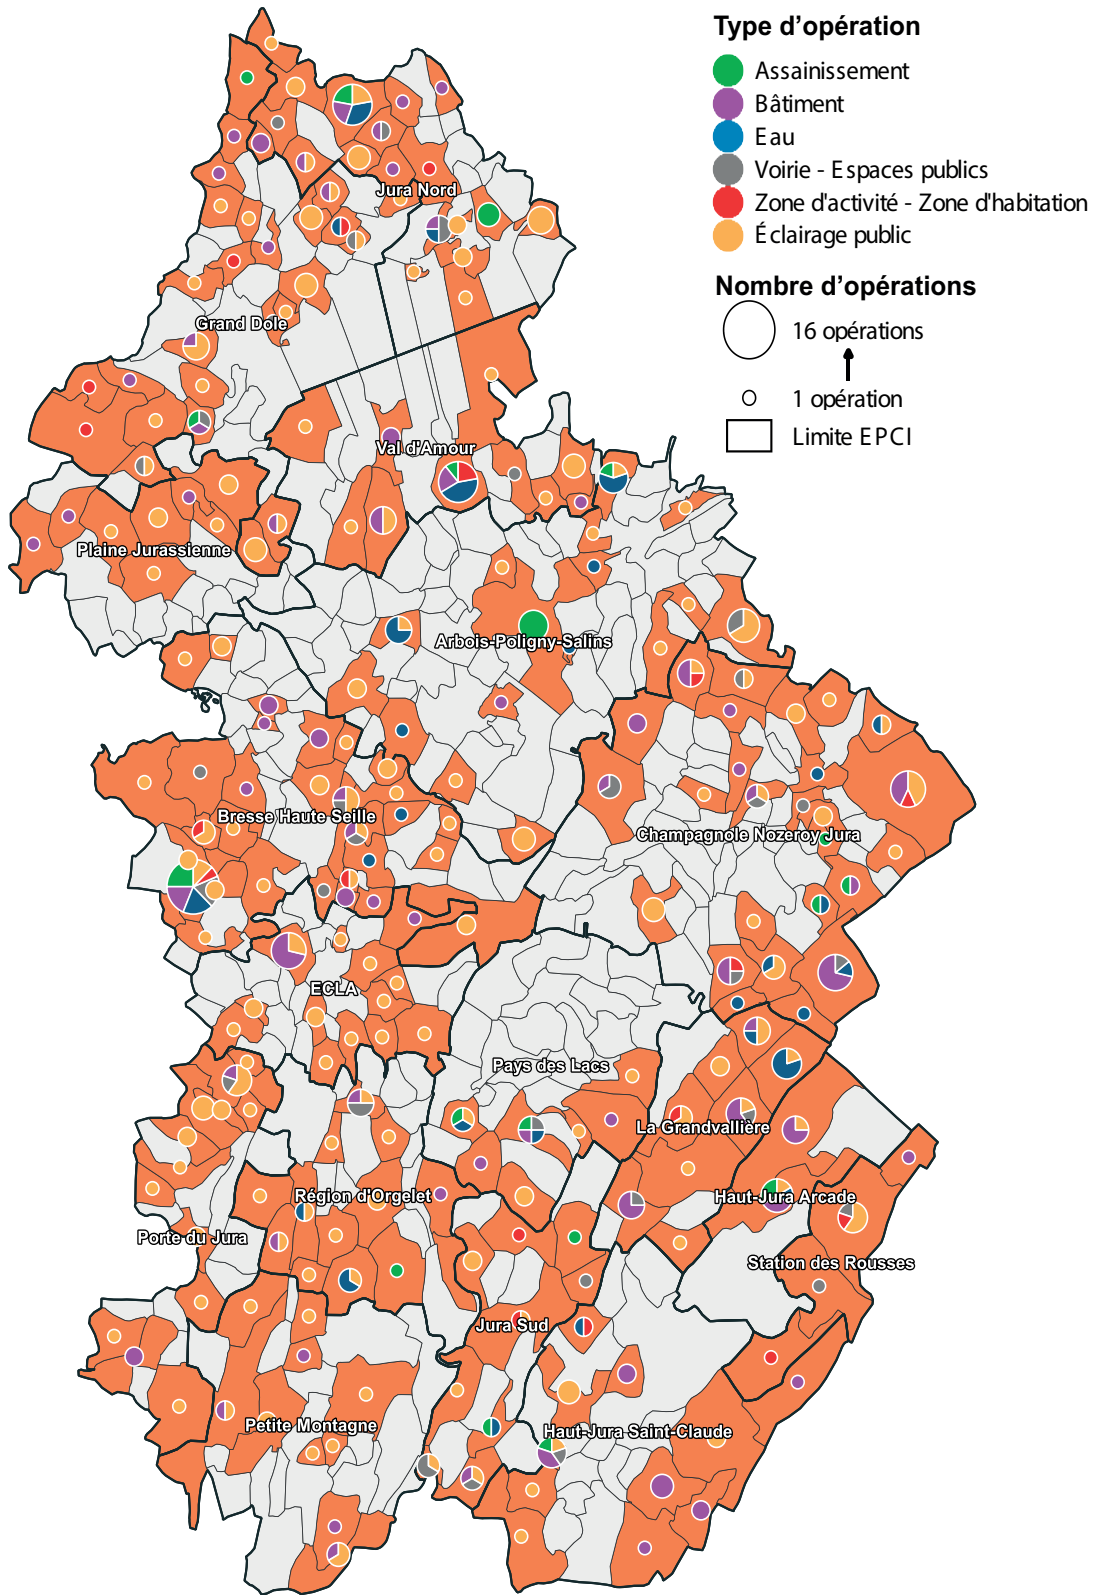 Type d’opération
Assainissement
Bâtiment
Eau
Voirie - Espaces publics
Zone d'activité - Zone d'habitation
Éclairage public
Nombre d’opérations
16 opérations
1 opération
Limite EPCI
Jura Nord
Grand Dole
Val d'Amour
Plaine Jurassienne
Arbois-Poligny-Salins
Bresse Haute Seille
Champagnole Nozeroy Jura
ECLA
Pays des Lacs
La Grandvallière
Région d'Orgelet
Haut-Jura Arcade
Porte du Jura
Station des Rousses
Jura Sud
Petite Montagne
Haut-Jura Saint-Claude